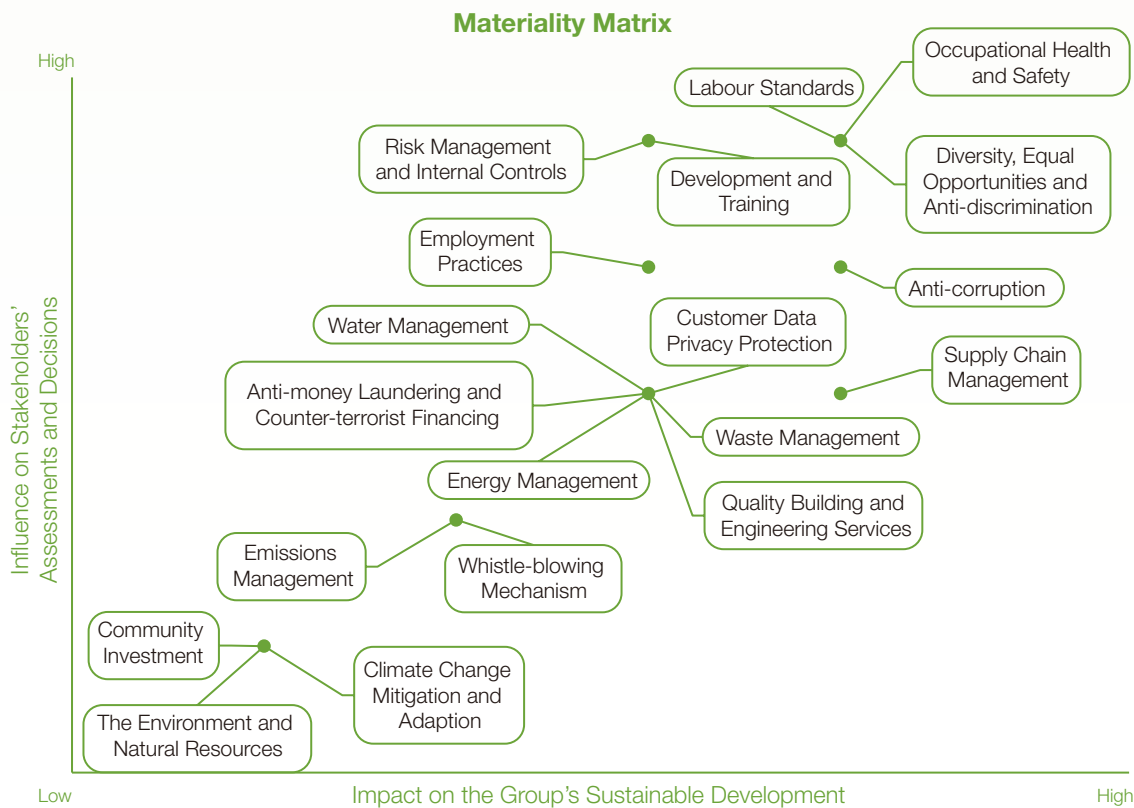 Materiality Matrix
High
Occupational Health
and Safety
Labour Standards
Risk Management
and Internal Controls
Development and
Training
Diversity, Equal
Opportunities and
Anti-discrimination
Employment
Practices
Anti-corruption
Water Management
Customer Data
Privacy Protection
Supply Chain
Management
Anti-money Laundering and
Counter-terrorist Financing
Waste Management
Energy Management
Quality Building and
Engineering Services
Emissions
Management
Whistle-blowing
Mechanism
Community
Investment
Climate Change
Mitigation and
Adaption
The Environment and
Natural Resources
Influence on Stakeholders'
Assessments and Decisions
Low
Impact on the Group's Sustainable Development
High